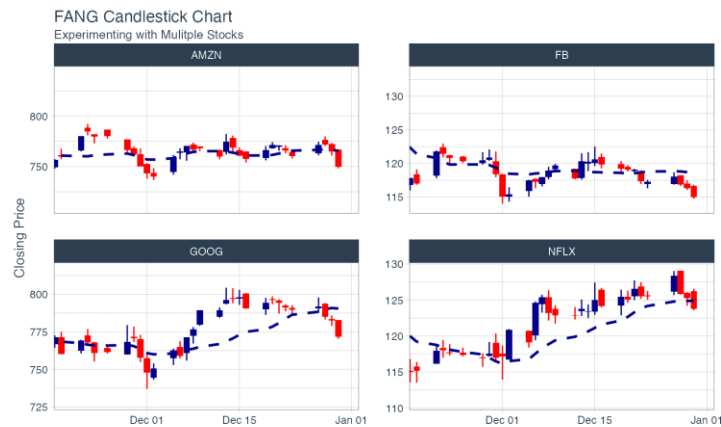 FANG Candlestick Chart
Experimenting with Mulitple Stocks
AMZN
FB
800
750
130
125
120
115
Closing Price
GOOG
NFLX
800
775
750
725
130
125
120
115
110
Dec 01
Dec 15
Jan 01
Dec 01
Dec 15
Jan 01